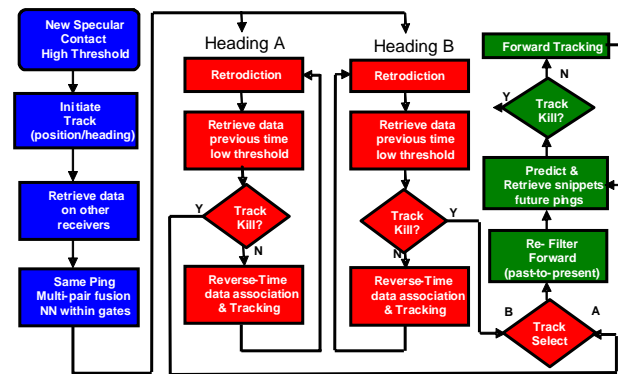 New Specular
Contact
High Threshold
Initiate
Track
(position/heading)
Retrieve data
on other
receivers
Same Ping
Multi-pair fusion
NN within gates
Heading A
Retrodiction
Retrieve data
previous time
low threshold
Y
Track
Kill?
N
Reverse-Time
data association
& Tracking
Heading B
Retrodiction
Retrieve data
previous time
low threshold
Track
Kill?
Y
N
Reverse-Time
data association
& Tracking
Forward Tracking
N
Y
Track
Kill?
Predict &
Retrieve snippets
future pings
Re- Filter
Forward
(past-to-present)
B
A
Track
Select